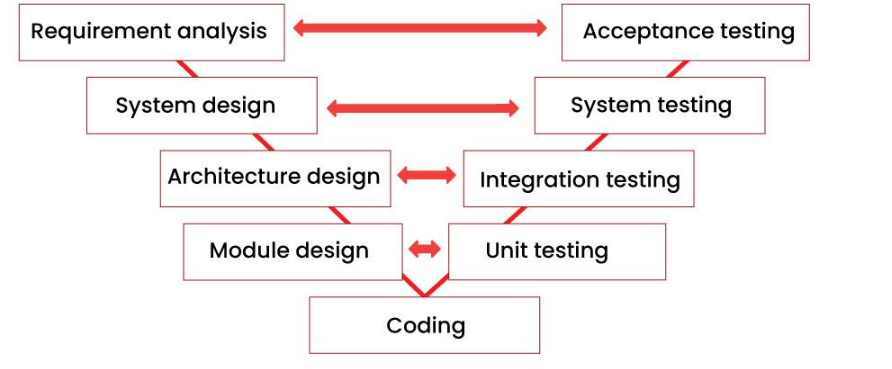 Requirement analysis
Acceptance testing
System design
System testing
Architecture design
Integration testing
Module design
Unit testing
Coding